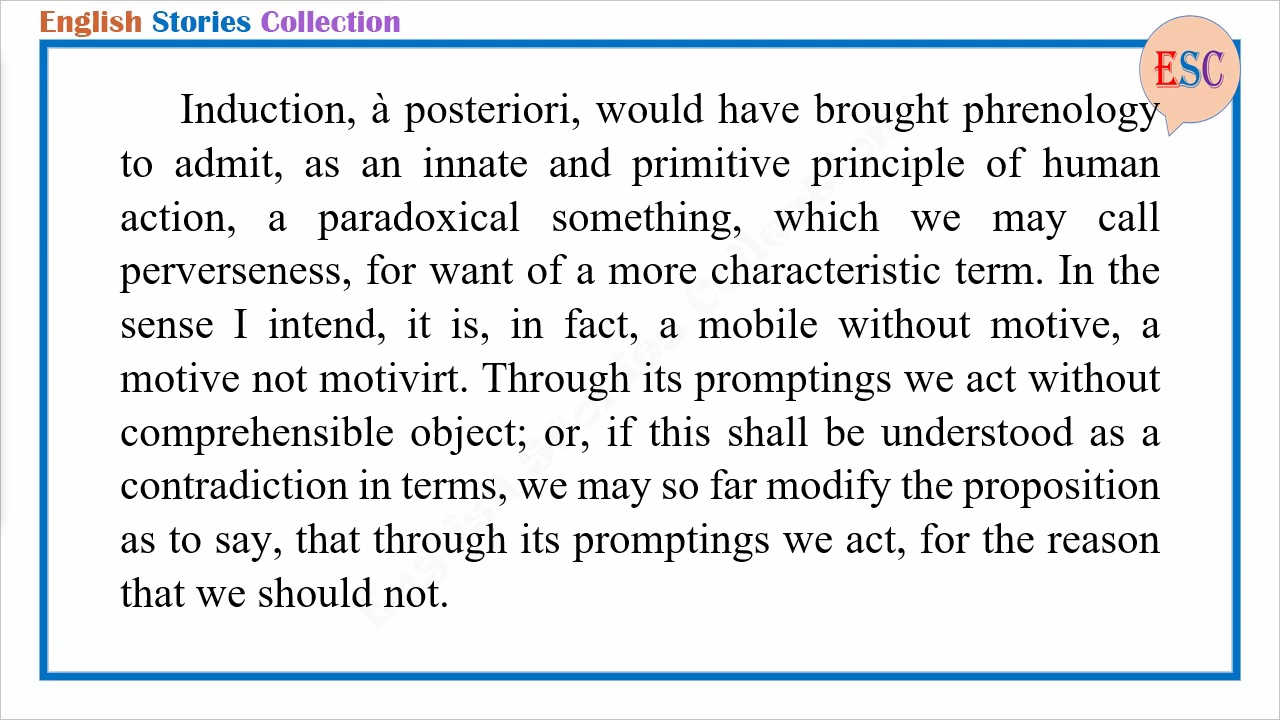 English Stories Collection
ESC
Induction, à posteriori, would have brought phrenology
to admit, as an innate and primitive principle of human
action, a paradoxical something, which we may call
perverseness, for want of a more characteristic term. In the
sense I intend, it is, in fact, a mobile without motive, a
motive not motivirt. Through its promptings we act without
comprehensible object; or, if this shall be understood as a
contradiction in terms, we may so far modify the proposition
as to say, that through its promptings we act, for the reason
that we should not.